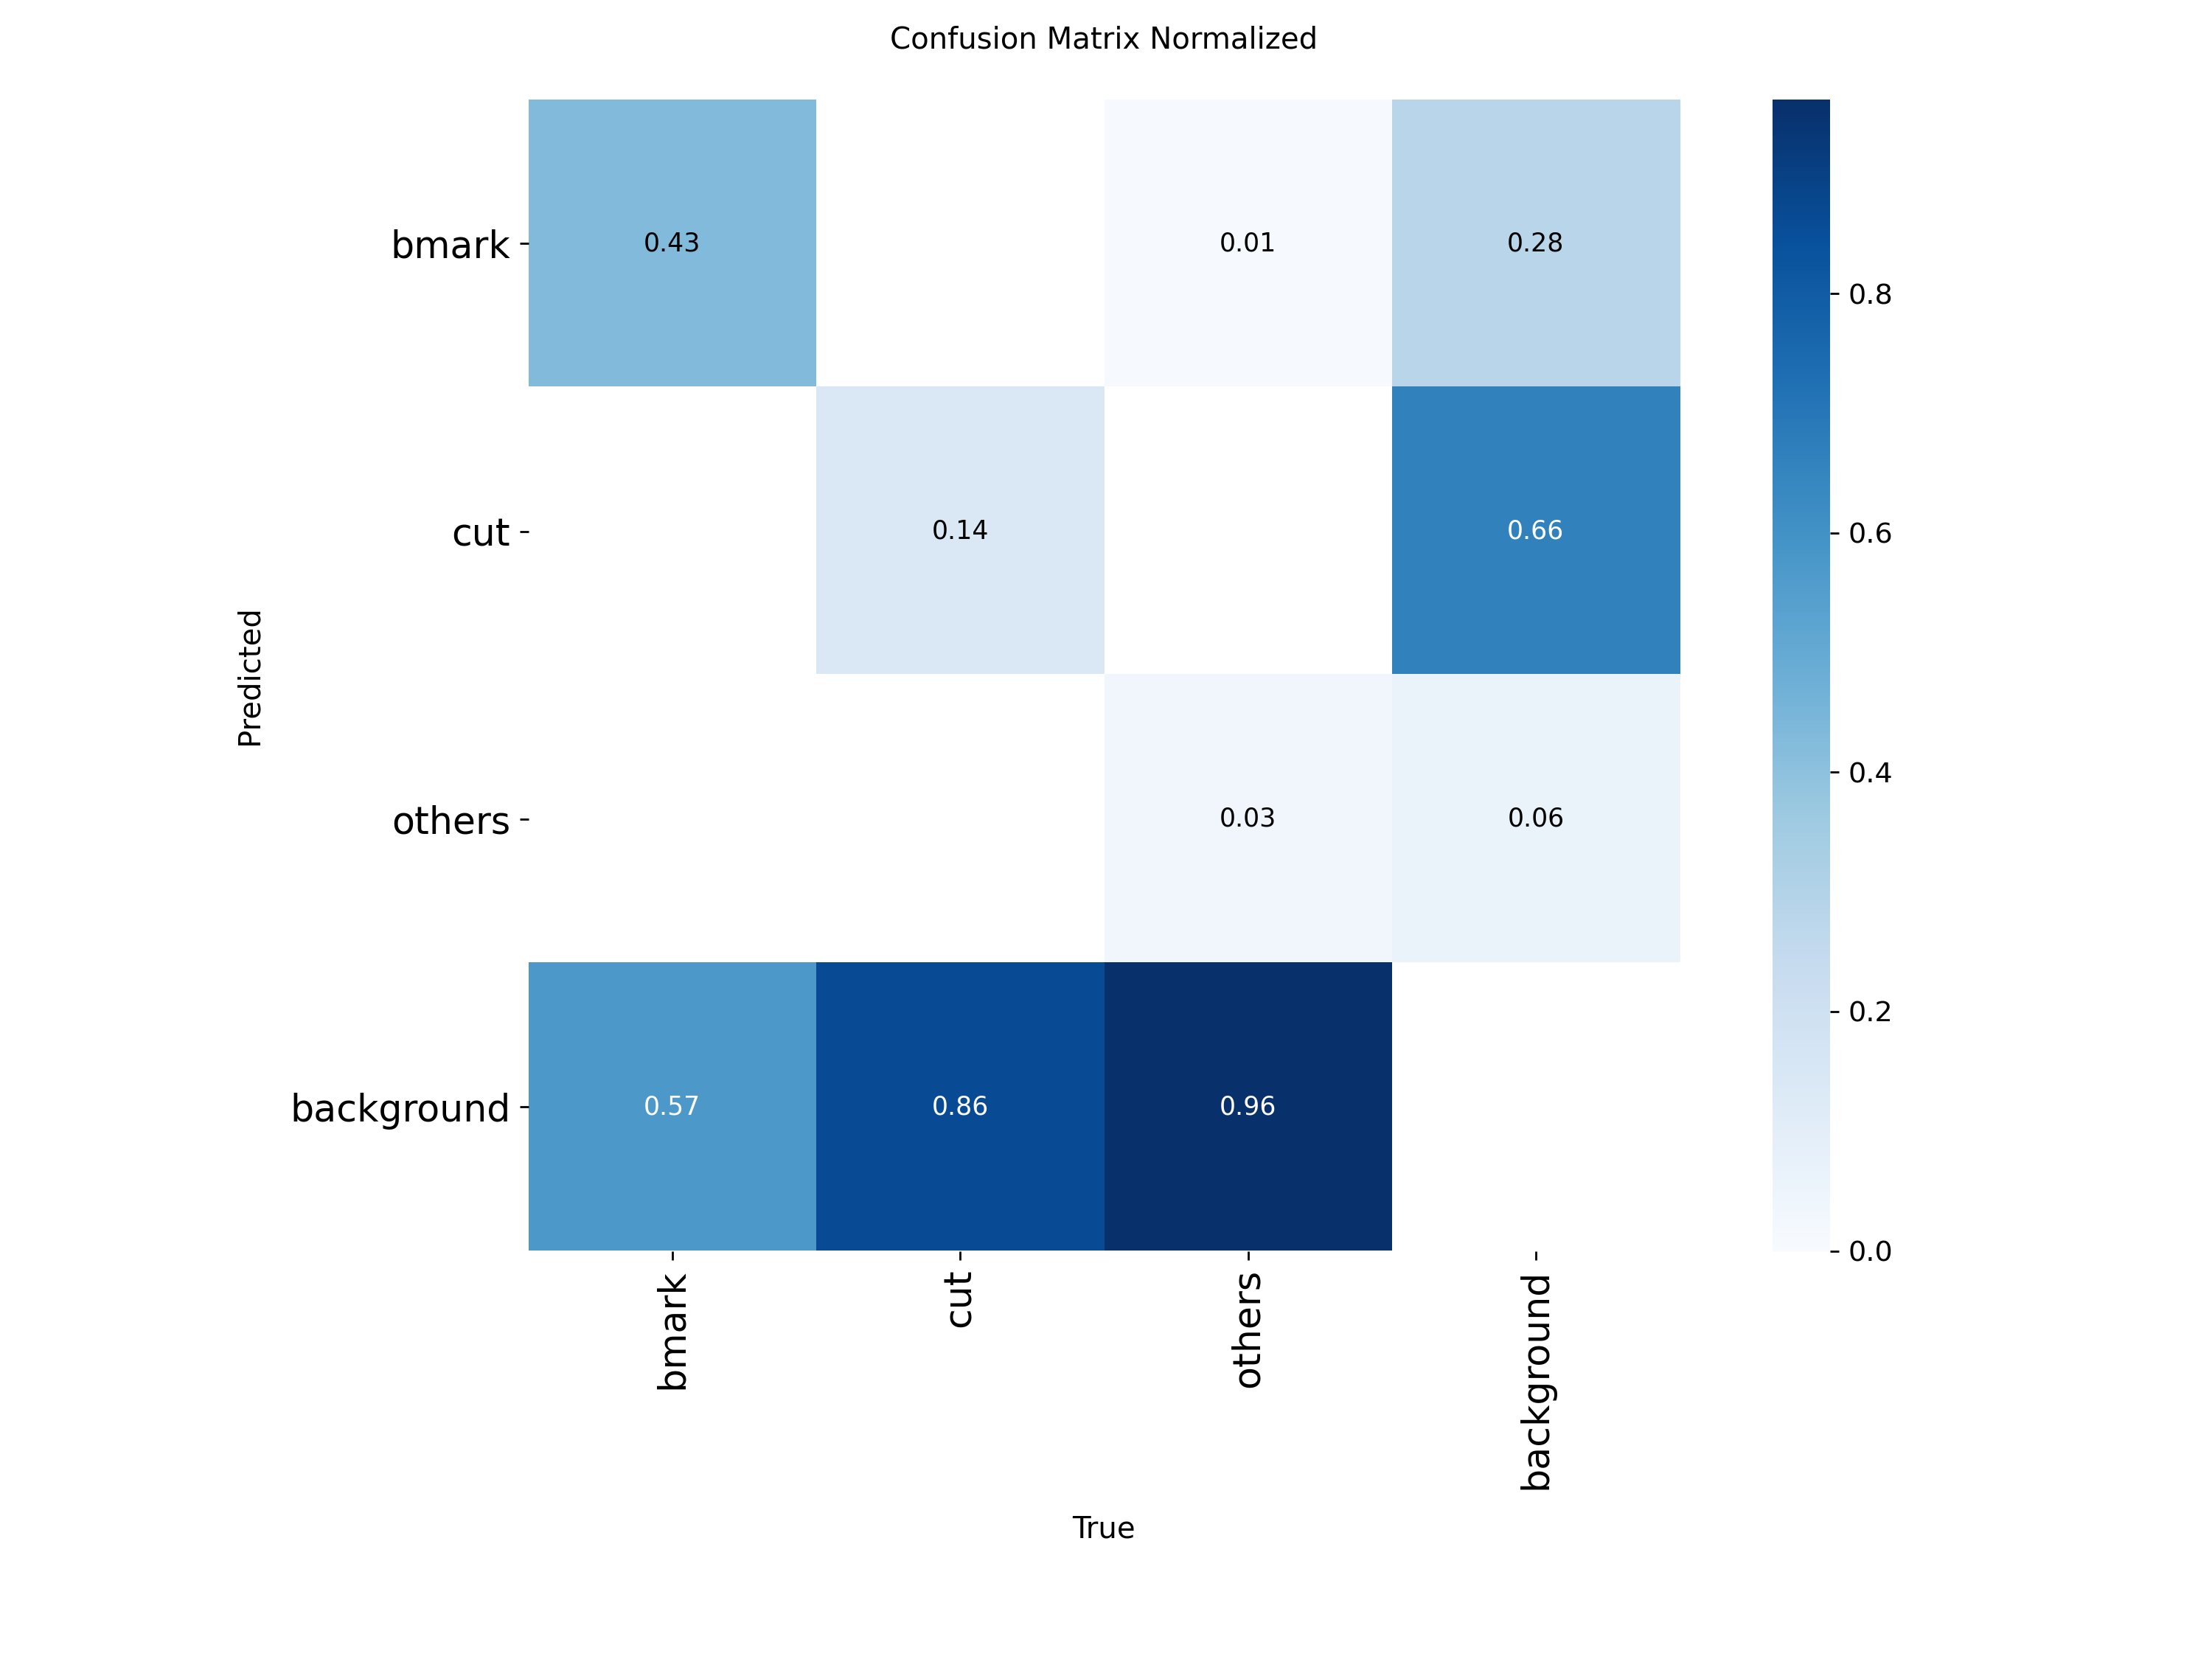 Confusion Matrix Normalized
bmark
0.43
0.01
0.28
cut
0.14
0.66
others
0.03
0.06
background
0.57
0.86
0.96
Predicted
bmark
cut
others
background
True
0.8
0.6
0.4
0.2
0.0